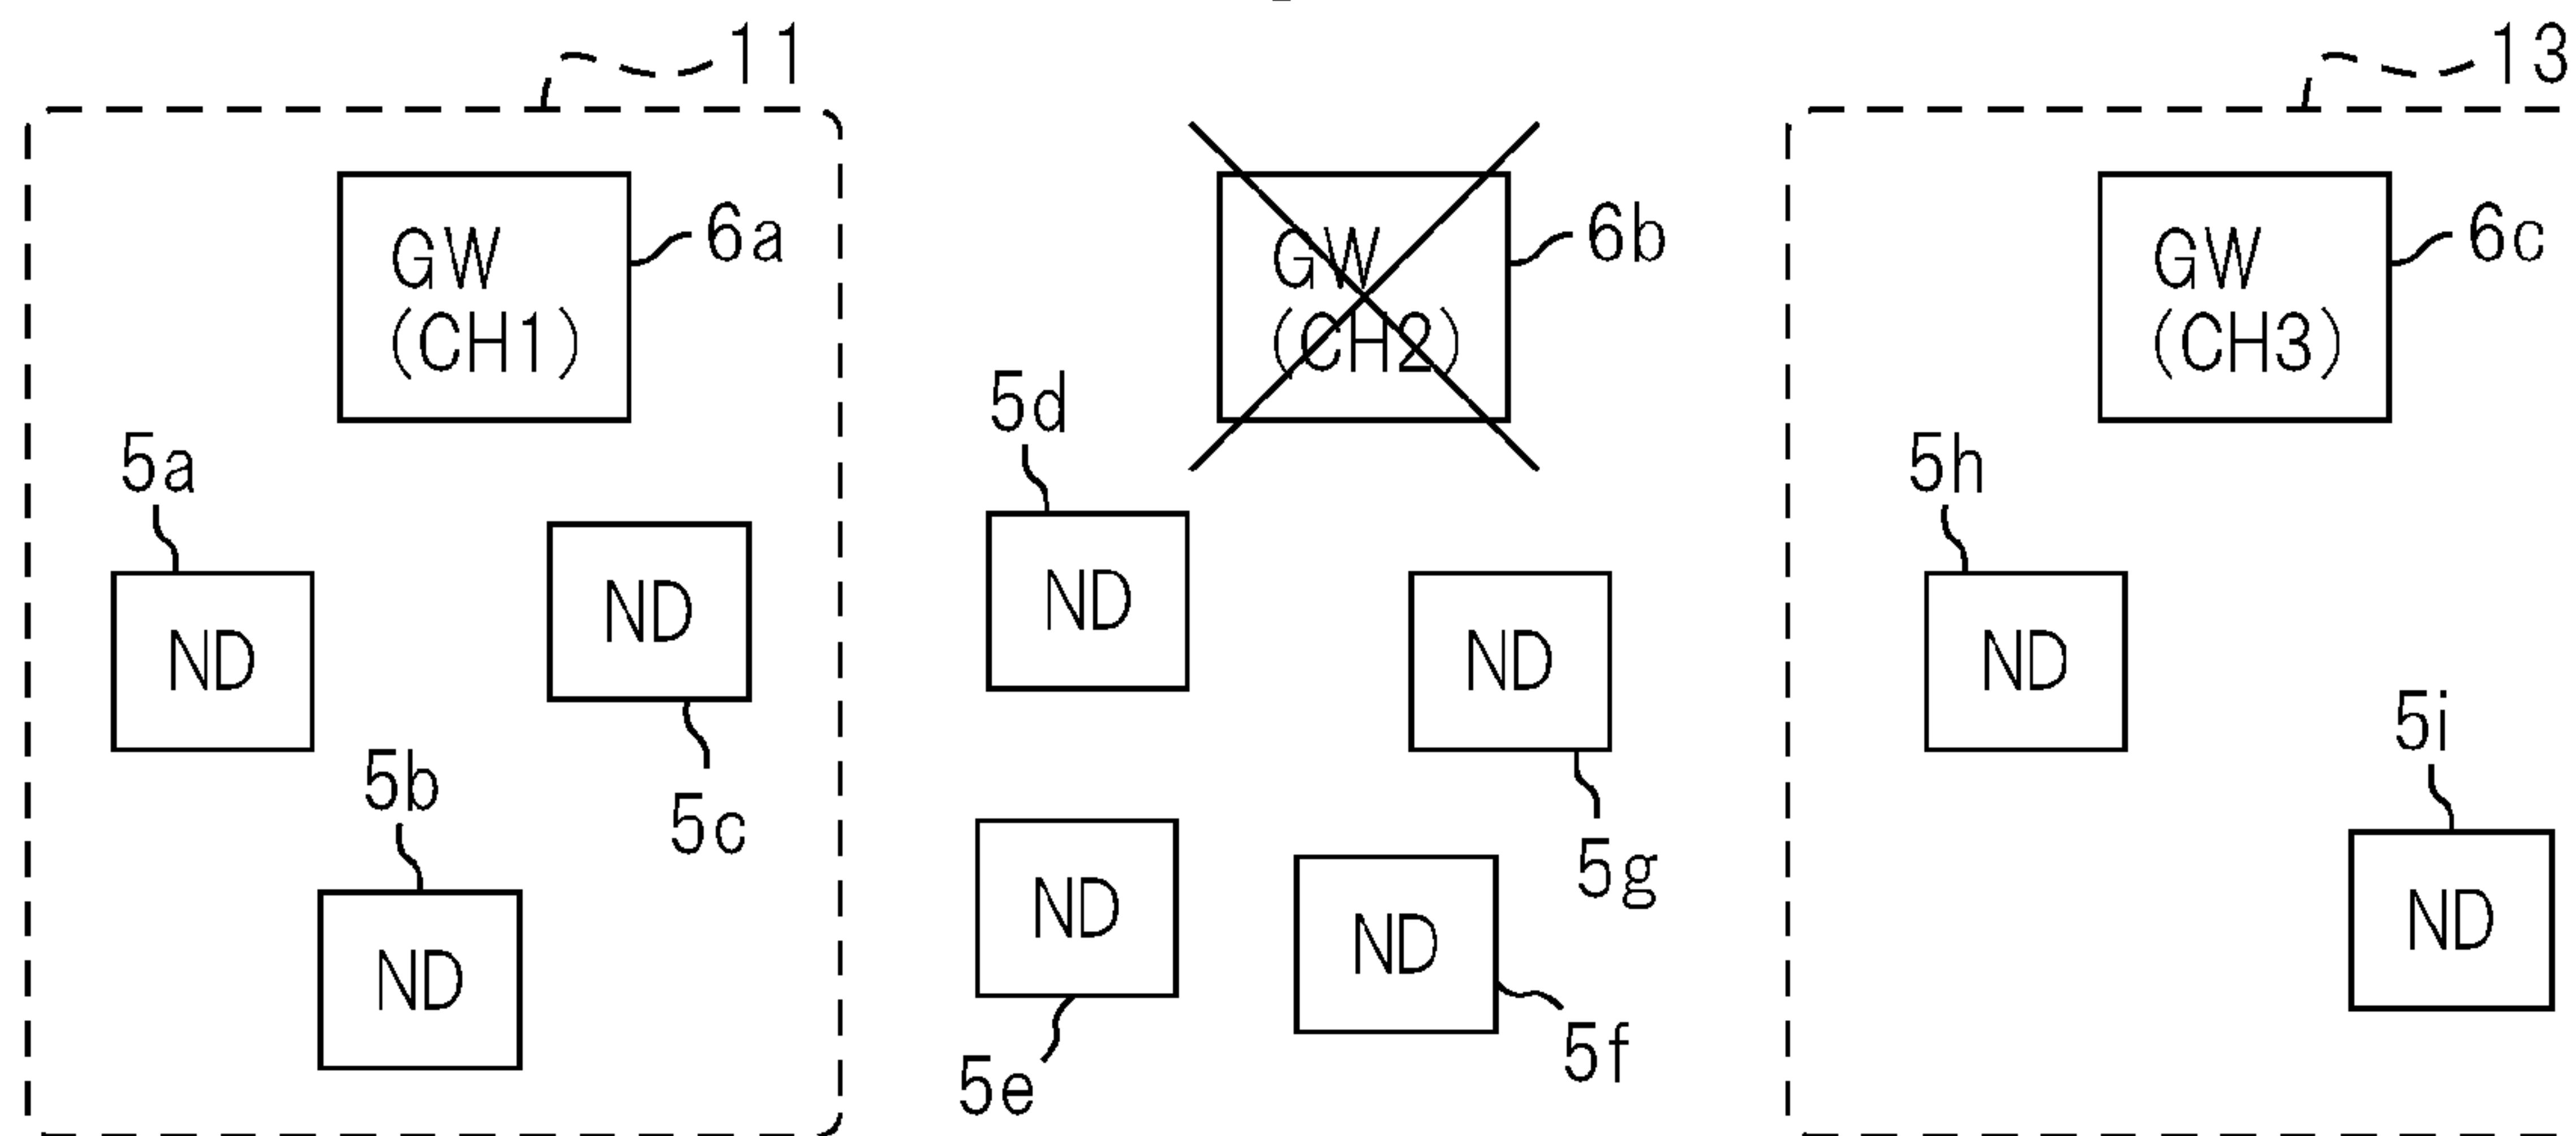 11
13
GW
(CH1)
6a
GW
(CH2)
6b
GW
(CH3)
6c
5a
5d
5h
ND
ND
ND
ND
ND
5b
5c
5g
5i
ND
ND
ND
ND
5e
5f